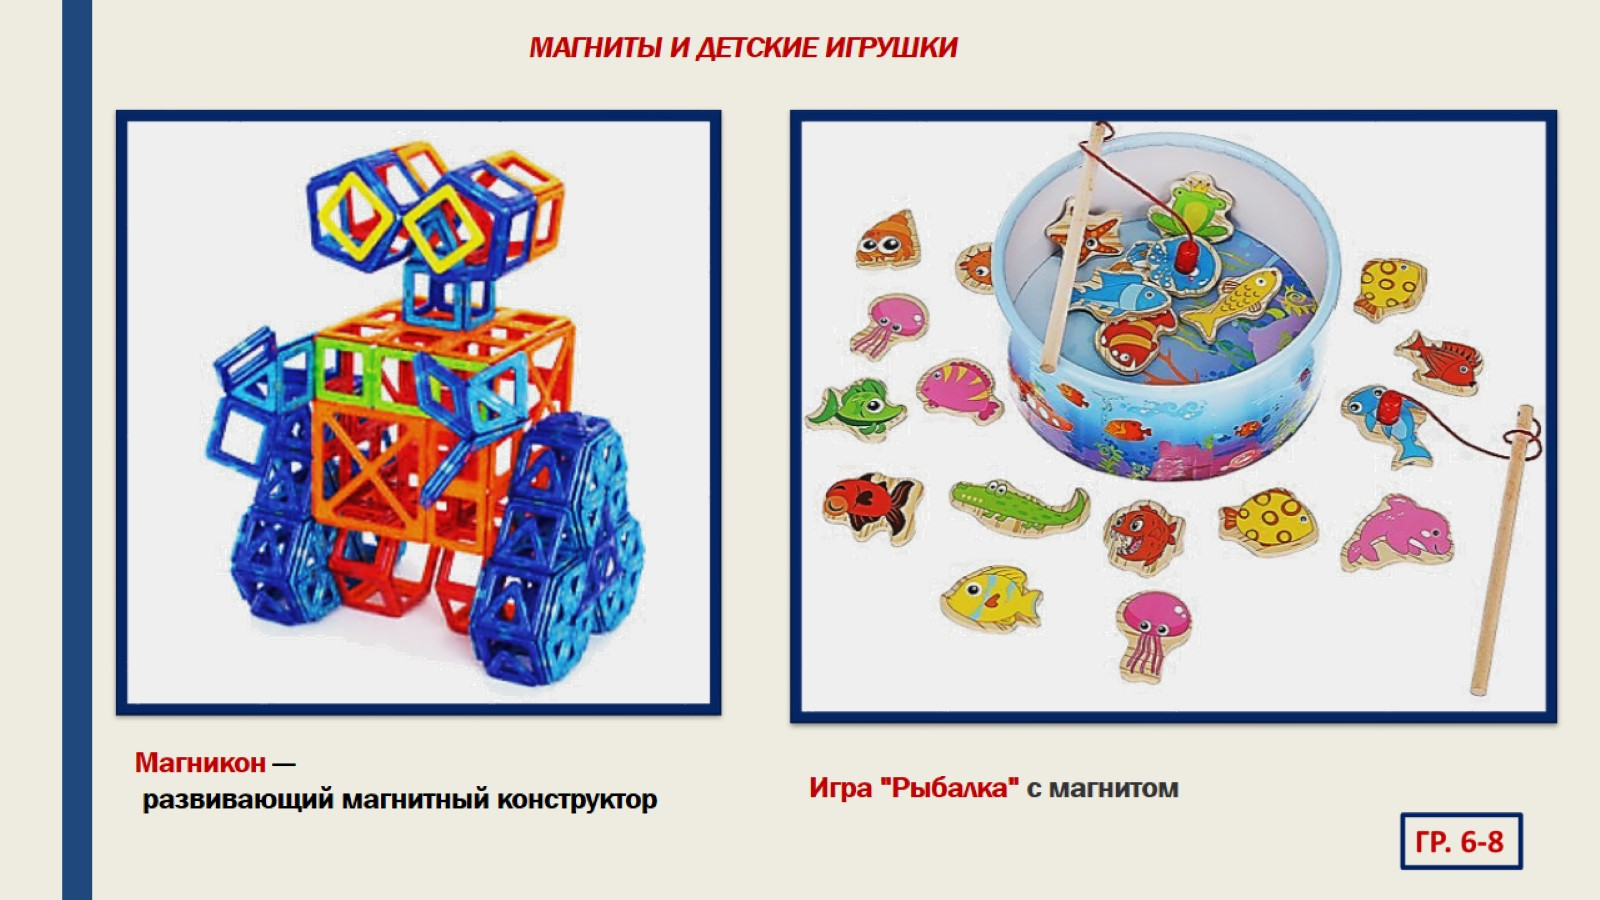 МАГНИТЫ И ДЕТСКИЕ ИГРУШКИ
Магникон —
развивающий магнитный конструктор
Игра "Рыбалка" с магнитом
ГР. 6-8